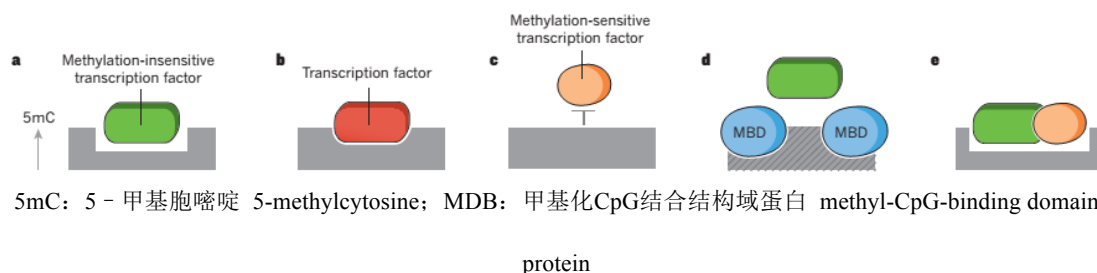 Methylation-sensitive
transcription factor
a
Methylation-insensitive
transcription factor
b
Transcription factor
c
d
e
5mC
MBD
MBD
5mC：5－甲基胞嘧啶 5-methylcytosine；MDB：甲基化CpG结合结构域蛋白 methyl-CpG-binding domain
protein